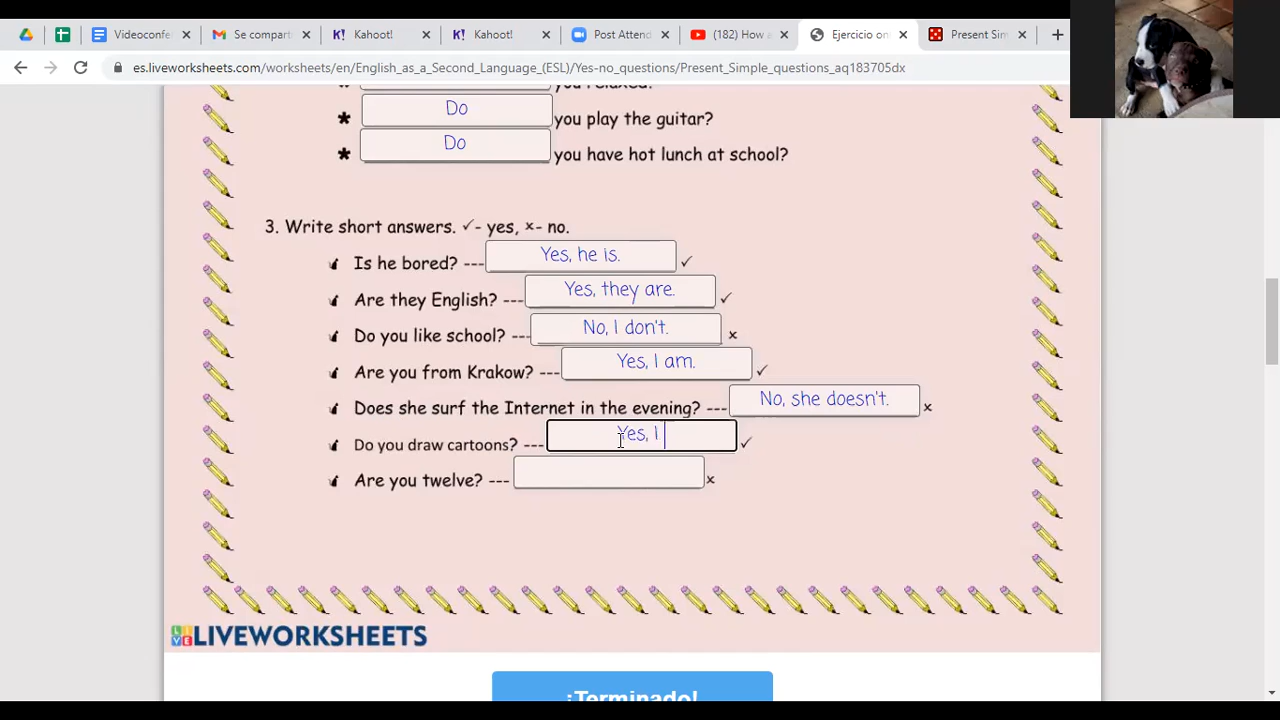 Videoconfe
Se compart
Kahoot!
Kahoot!
Post Attend
(182) How a
Ejercicio on
Present Sim
es.liveworksheets.com/worksheets/en/English_as_a_Second_Language_(ESL)/Yes-no_questions/Present_Simple_questions_aq183705dx
you relaxed?
* Do you play the guitar?
* Do you have hot lunch at school?
3. Write short answers. ✓- yes, ×- no.
Is he bored? --- Yes, he is. ✓
Are they English? --- Yes, they are. ✓
Do you like school? --- No, I don't. ×
Are you from Krakow? --- Yes, I am. ✓
Does she surf the Internet in the evening? --- No, she doesn't. ×
Do you draw cartoons? --- Yes, I ✓
Are you twelve? --- ×
LIVEWORKSHEETS
¡Terminado!